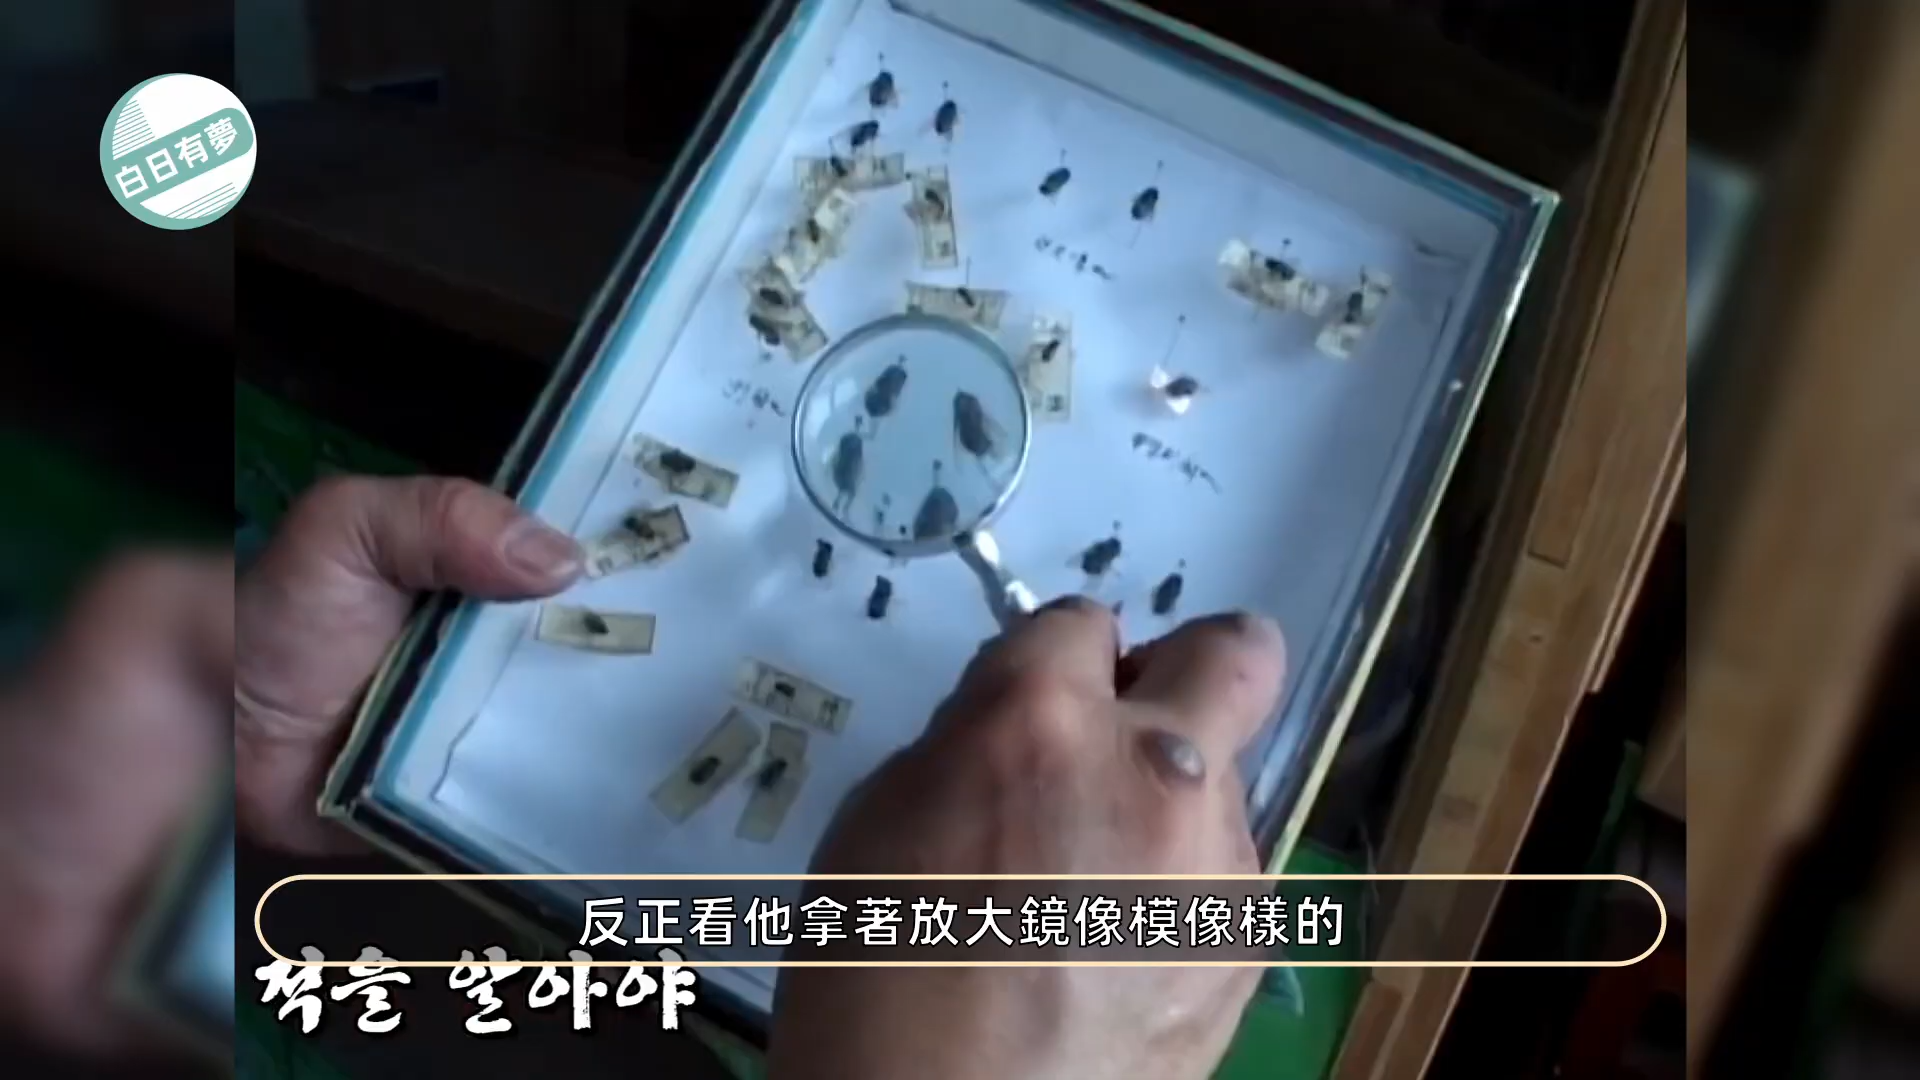 白日有夢
反正看他拿著放大鏡像模像樣的
적을 알아야